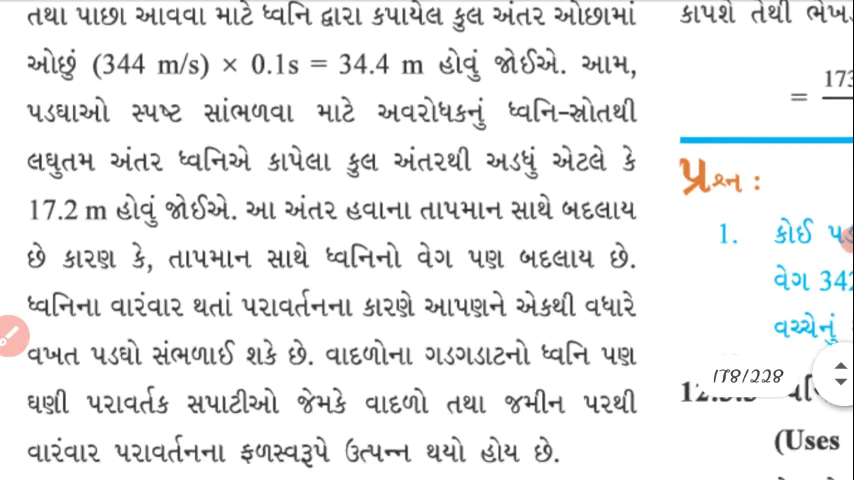 તથા પાછા આવવા માટે ધ્વનિ દ્વારા કપાયેલ કુલ અંતર ઓછામાં
ઓછું (344 m/s) × 0.1s = 34.4 m હોવું જોઈએ. આમ,
પડઘાઓ સ્પષ્ટ સાંભળવા માટે અવરોધકનું ધ્વનિ-સ્રોતથી
લઘુતમ અંતર ધ્વનિએ કાપેલા કુલ અંતરથી અડધું એટલે કે
17.2 m હોવું જોઈએ. આ અંતર હવાના તાપમાન સાથે બદલાય
છે કારણ કે, તાપમાન સાથે ધ્વનિનો વેગ પણ બદલાય છે.
ધ્વનિના વારંવાર થતાં પરાવર્તનના કારણે આપણને એકથી વધારે
વખત પડઘો સંભળાઈ શકે છે. વાદળોના ગડગડાટનો ધ્વનિ પણ
ઘણી પરાવર્તક સપાટીઓ જેમકે વાદળો તથા જમીન પરથી
વારંવાર પરાવર્તનના ફળસ્વરૂપે ઉત્પન્ન થયો હોય છે.
કાપશે તેથી
= 173
પ્રશ્ન :
1. કોઈ
વેગ 342
વચ્ચેનું
178/228
(Uses